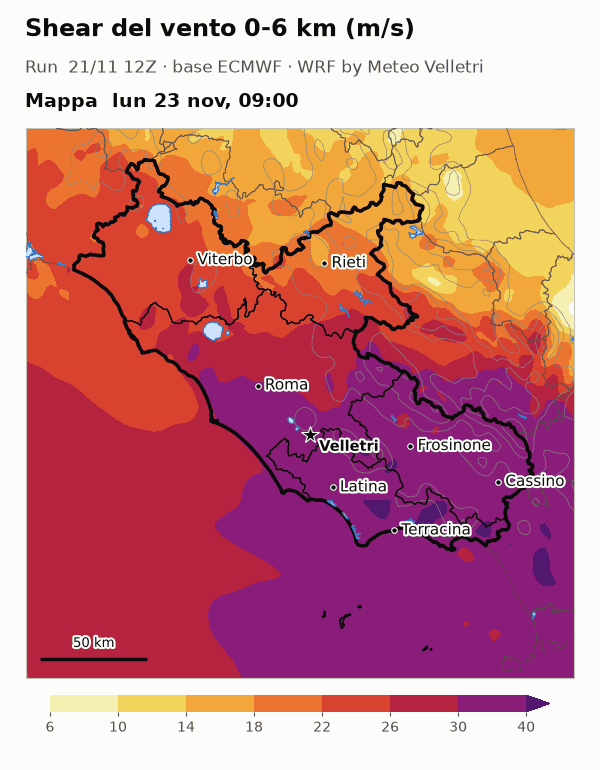 Shear del vento 0-6 km (m/s)
Run  21/11 12Z · base ECMWF · WRF by Meteo Velletri
Mappa  lun 23 nov, 09:00
Viterbo
Rieti
Roma
Velletri
Frosinone
Latina
Cassino
Terracina
50 km
6 10 14 18 22 26 30 40